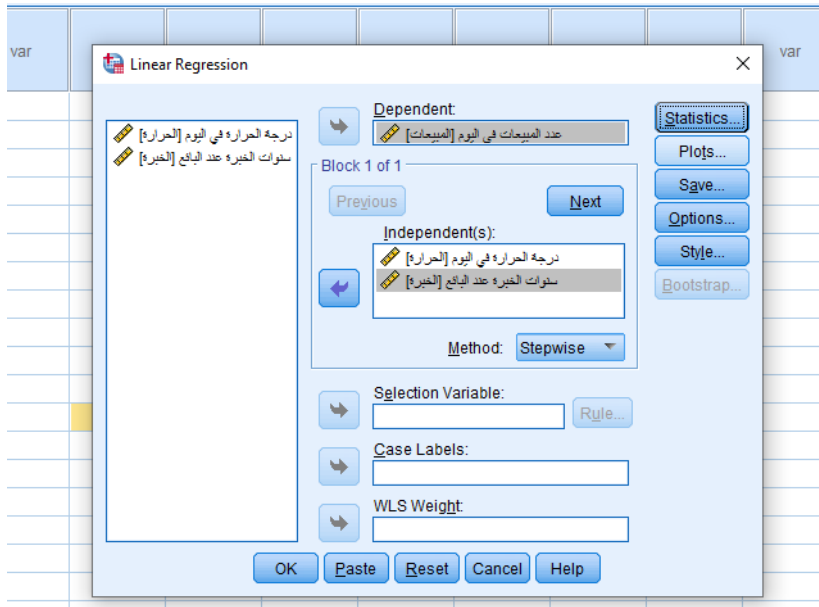 var
var
Linear Regression
Dependent:
عدد المبيعات في اليوم [المبيعات]
درجة الحرارة في اليوم [الحرارة]
سنوات الخبرة عند البائع [الخبرة]
Block 1 of 1
Previous
Next
Independent(s):
درجة الحرارة في اليوم [الحرارة]
سنوات الخبرة عند البائع [الخبرة]
Method: Stepwise
Selection Variable:
Rule...
Case Labels:
WLS Weight:
Statistics...
Plots...
Save...
Options...
Style...
Bootstrap...
OK Paste Reset Cancel Help